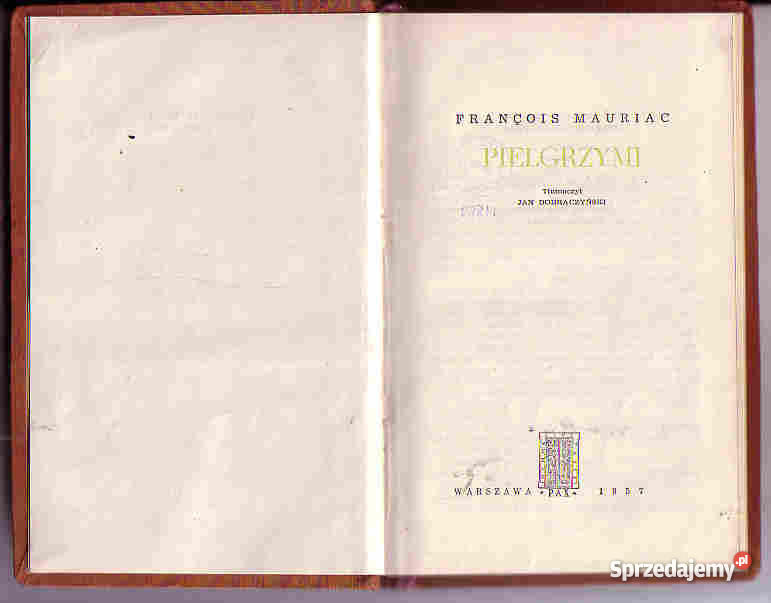 FRANÇOIS MAURIAC
PIELGRZYMI
Tłumaczył
JAN DOBRACZYŃSKI
WARSZAWA • PAX • 1957
Sprzedajemy.pl